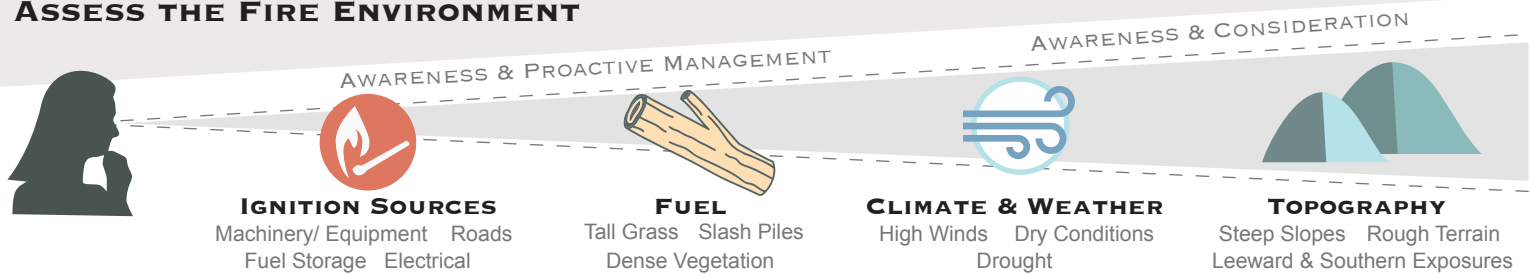 ASSESS THE FIRE ENVIRONMENT
AWARENESS & PROACTIVE MANAGEMENT
AWARENESS & CONSIDERATION
IGNITION SOURCES
Machinery/ Equipment Roads
Fuel Storage Electrical
FUEL
Tall Grass Slash Piles
Dense Vegetation
CLIMATE & WEATHER
High Winds Dry Conditions
Drought
TOPOGRAPHY
Steep Slopes Rough Terrain
Leeward & Southern Exposures